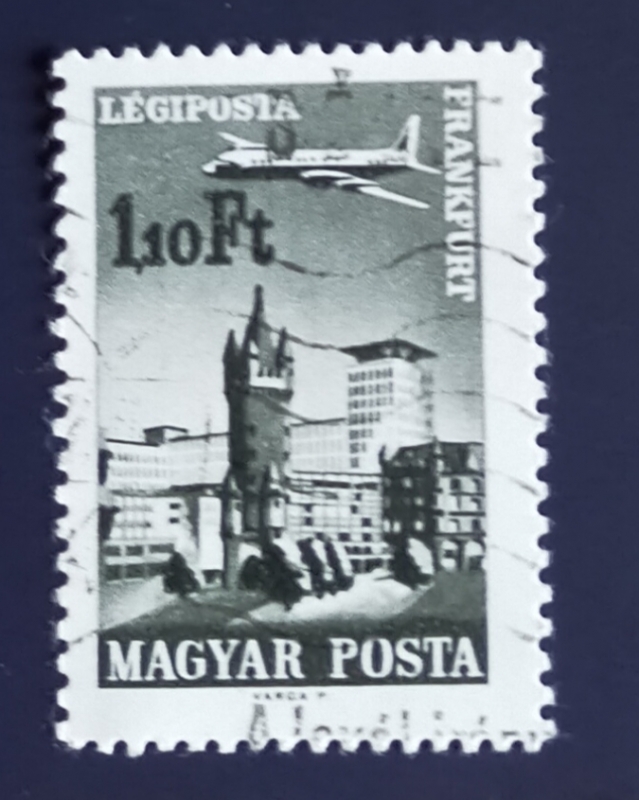 LÉGIPOSTA
FRANKFURT
1,10Ft
MAGYAR POSTA
VARGA P.